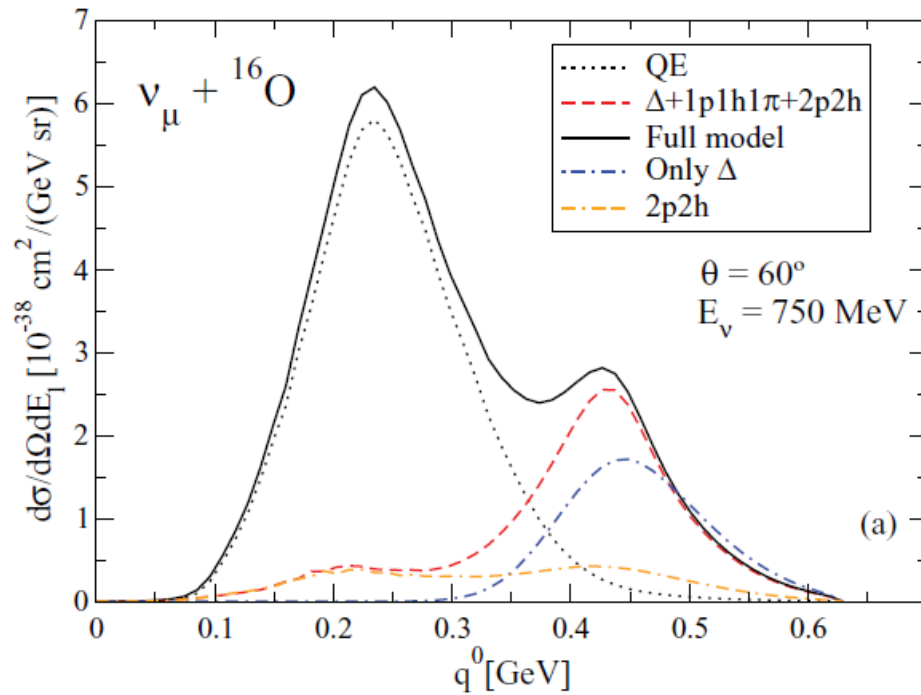 7
6
5
4
3
2
1
0
dσ/dΩdE_l [10^-38 cm^2/(GeV sr)]
ν_μ + ^16O
QE
Δ+1p1h1π+2p2h
Full model
Only Δ
2p2h
θ = 60º
E_ν = 750 MeV
(a)
0 0.1 0.2 0.3 0.4 0.5 0.6
q^0[GeV]